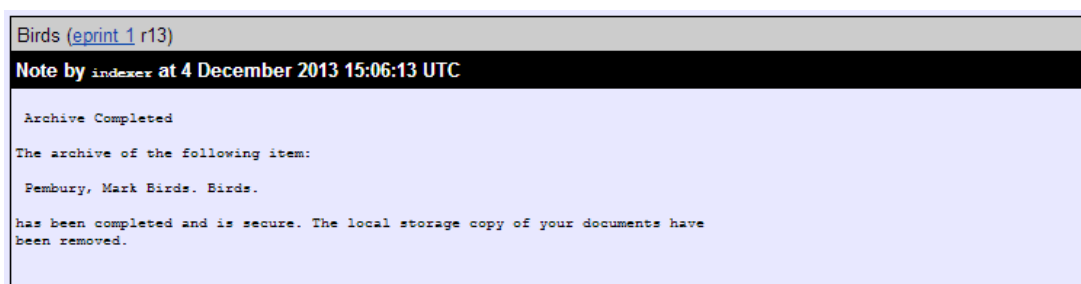 Birds (eprint 1 r13)
Note by indexer at 4 December 2013 15:06:13 UTC
Archive Completed
The archive of the following item:
Pembury, Mark Birds. Birds.
has been completed and is secure. The local storage copy of your documents have
been removed.